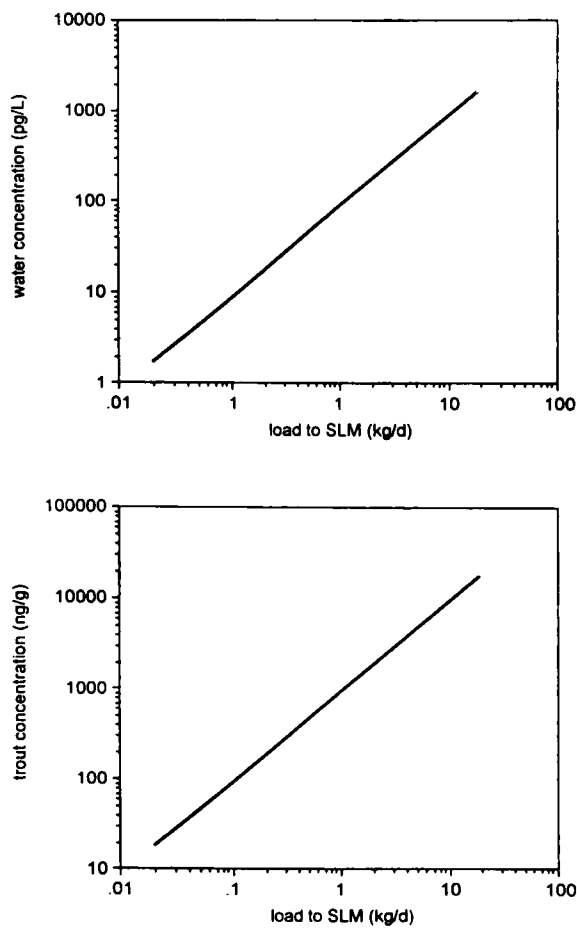 10000
1000
100
10
1
water concentration (pg/L)
.01 1 1 10 100
load to SLM (kg/d)
100000
10000
1000
100
10
trout concentration (ng/g)
.01 .1 1 10 100
load to SLM (kg/d)